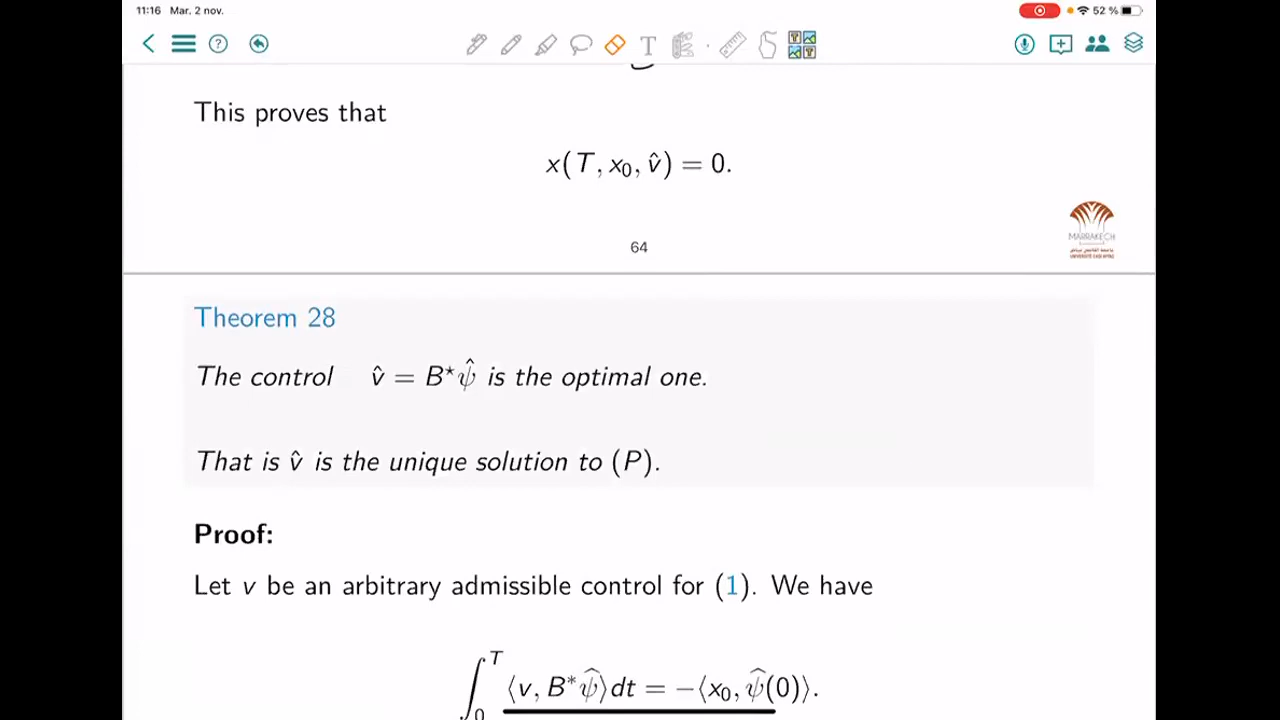 11:16 Mar. 2 nov.
52 %
This proves that
x(T, x₀, v̂) = 0.
MARRAKECH
64
Theorem 28
The control v̂ = B⋆ψ̂ is the optimal one.
That is v̂ is the unique solution to (P).
Proof:
Let v be an arbitrary admissible control for (1). We have
∫₀ᵀ ⟨v, B*ψ̂⟩dt = −⟨x₀, ψ̂(0)⟩.